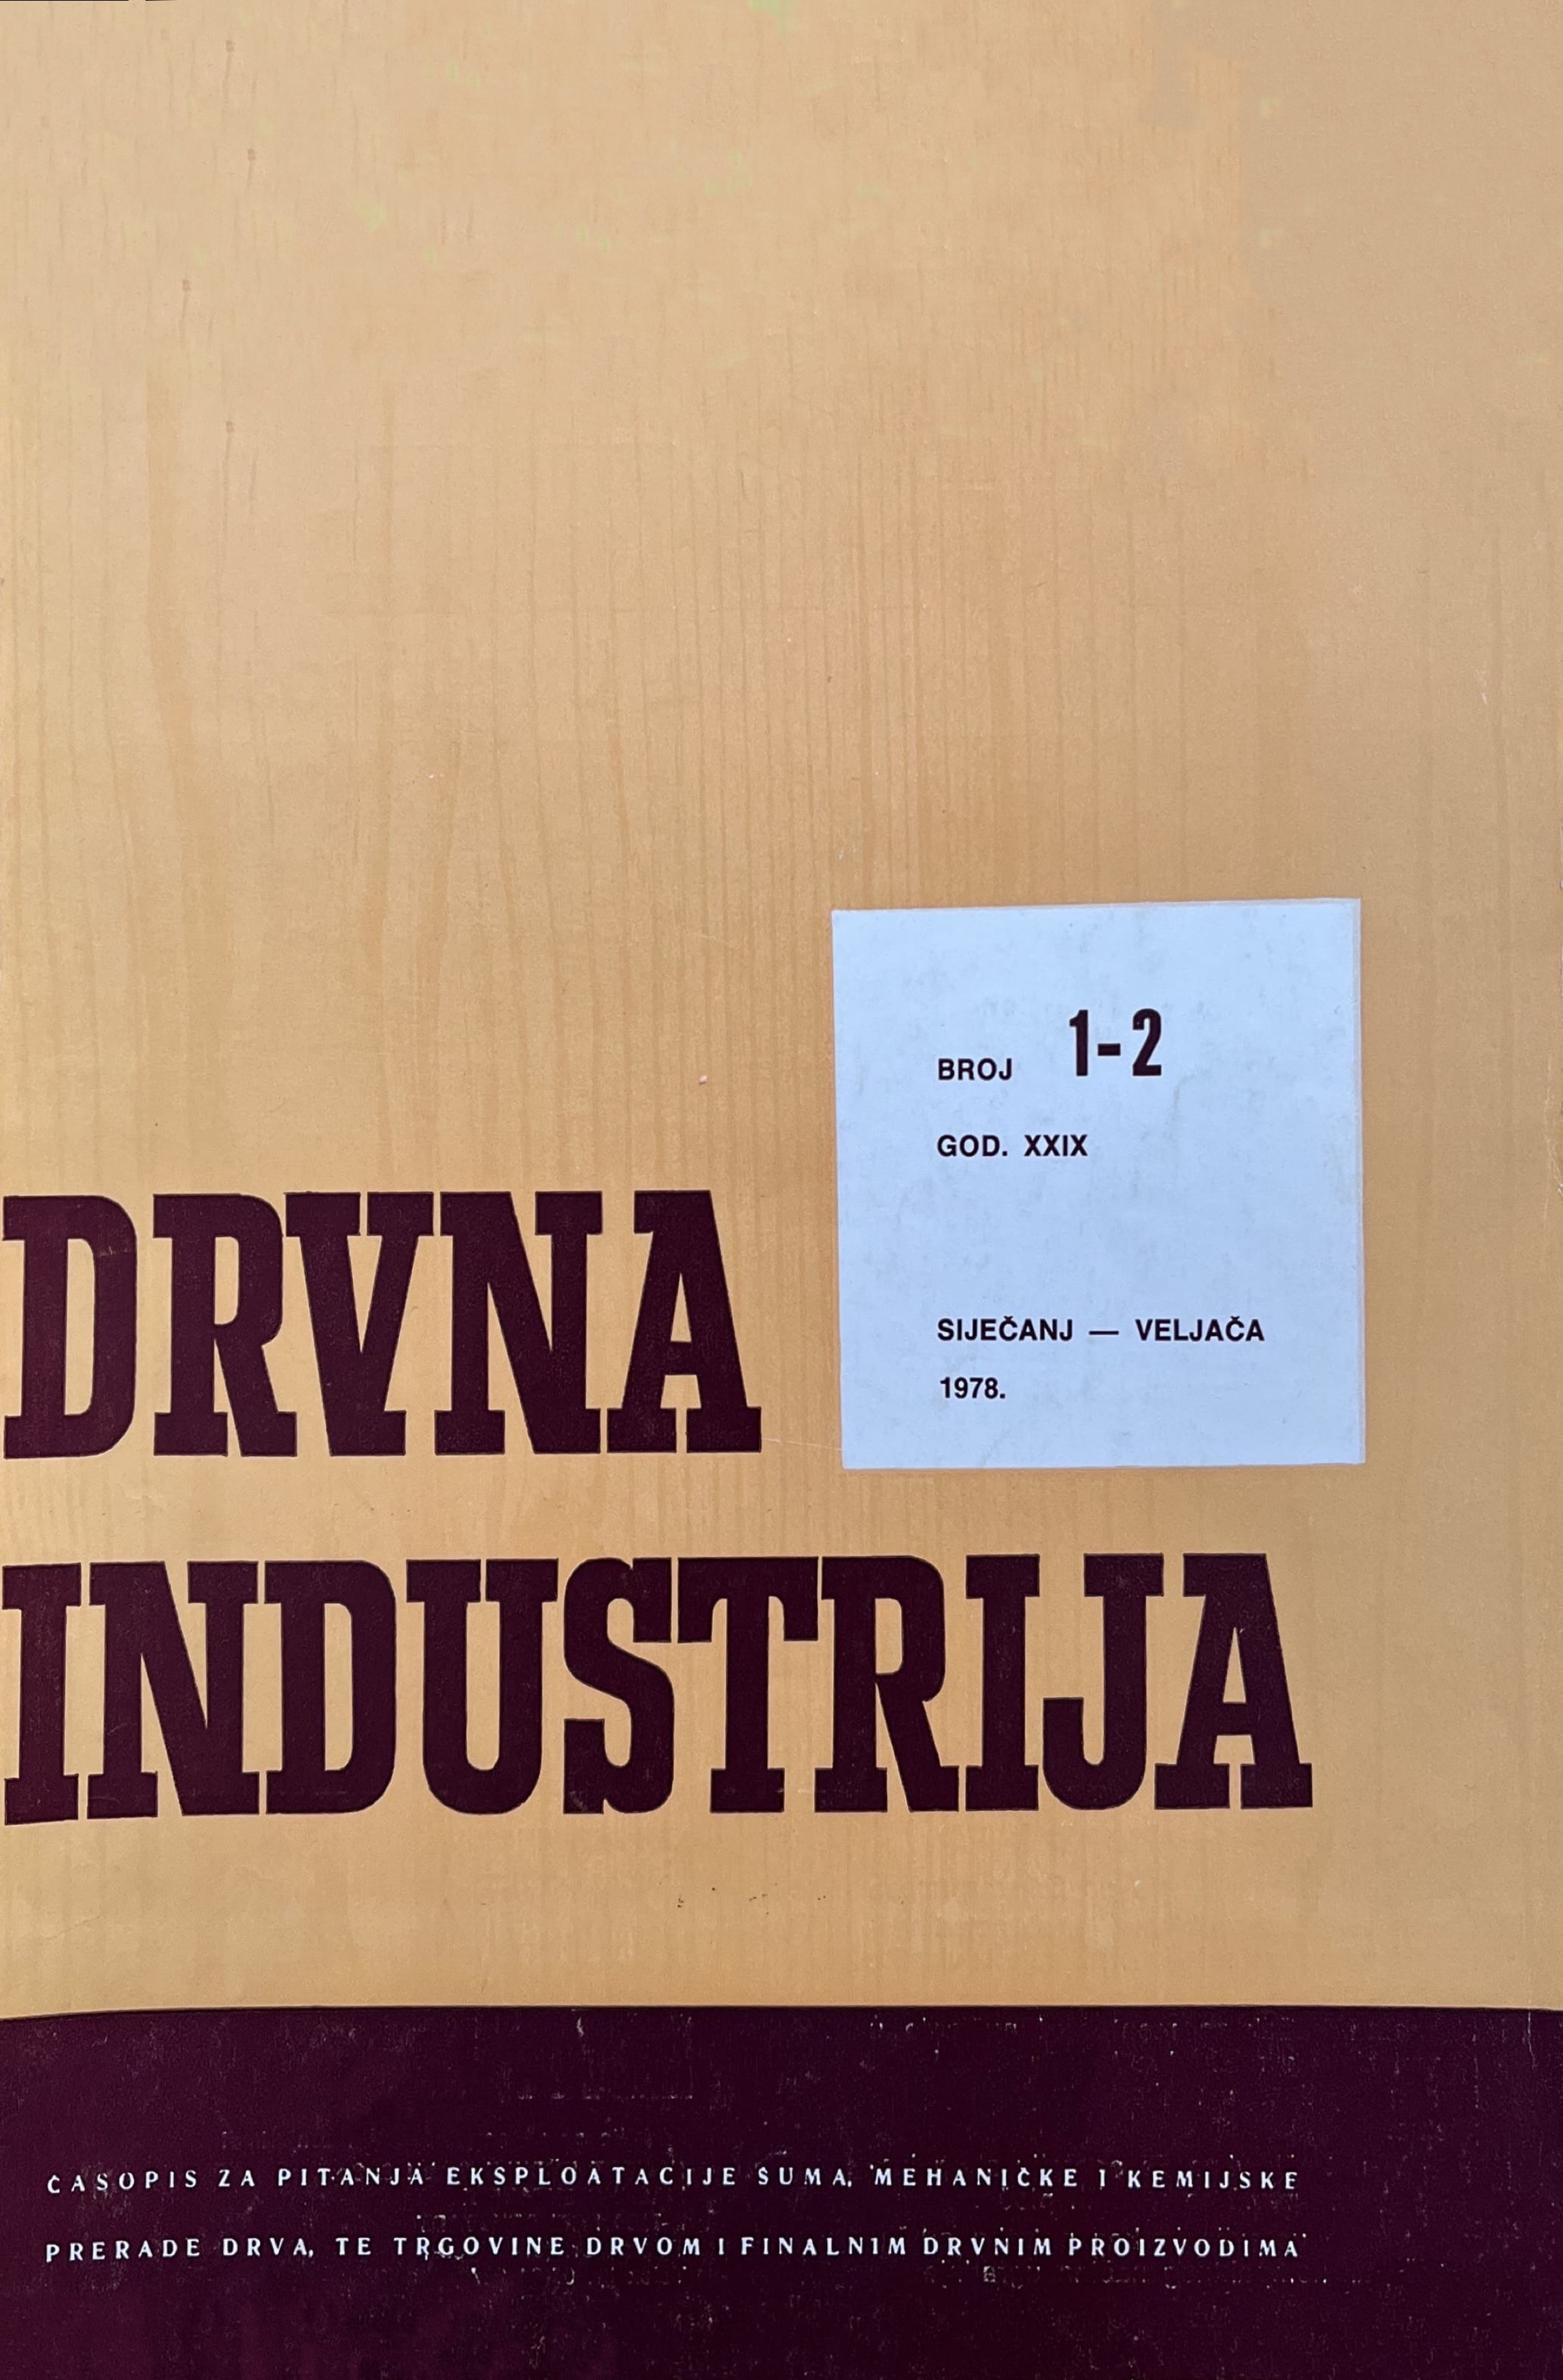 BROJ 1-2
GOD. XXIX
SIJEČANJ — VELJAČA
1978.
DRVNA
INDUSTRIJA
ČASOPIS ZA PITANJA EKSPLOATACIJE ŠUMA, MEHANIČKE I KEMIJSKE
PRERADE DRVA, TE TRGOVINE DRVOM I FINALNIM DRVNIM PROIZVODIMA